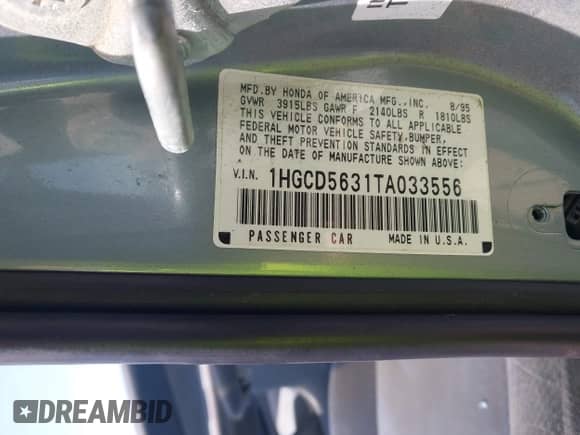 MFD.BY HONDA OF AMERICA MFG.,INC. 8/95
GVWR 3915LBS GAWR F 2140LBS R 1810LBS
THIS VEHICLE CONFORMS TO ALL APPLICABLE
FEDERAL MOTOR VEHICLE SAFETY,BUMPER,
AND THEFT PREVENTION STANDARDS IN EFFECT
ON THE DATE OF MANUFACTURE SHOWN ABOVE.
V.I.N. 1HGCD5631TA033556
PASSENGER CAR MADE IN U.S.A.
DREAMBID